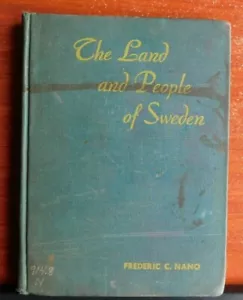 The Land
and People
of Sweden
FREDERIC C. NANO